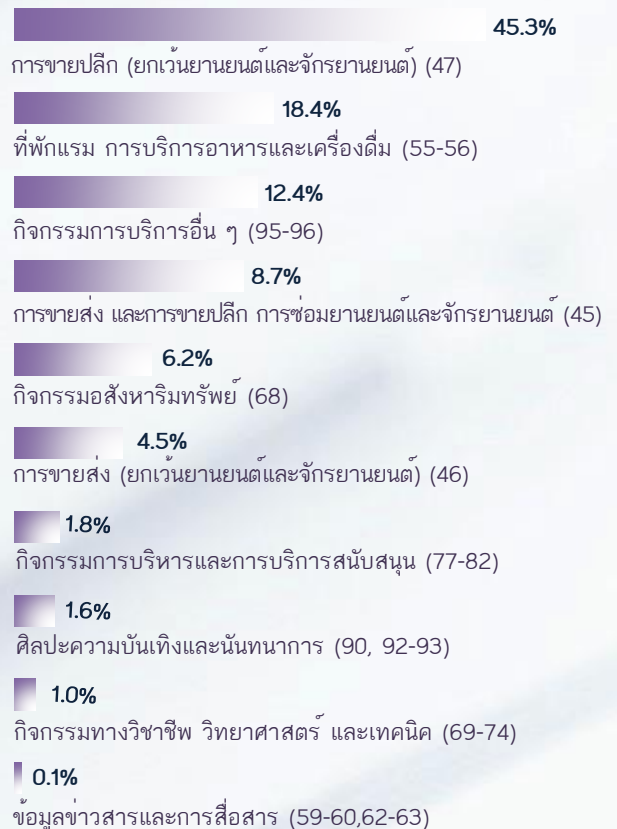 45.3%
การขายปลีก (ยกเว้นยานยนต์และจักรยานยนต์) (47)
18.4%
ที่พักแรม การบริการอาหารและเครื่องดื่ม (55-56)
12.4%
กิจกรรมการบริการอื่น ๆ (95-96)
8.7%
การขายส่ง และการขายปลีก การซ่อมยานยนต์และจักรยานยนต์ (45)
6.2%
กิจกรรมอสังหาริมทรัพย์ (68)
4.5%
การขายส่ง (ยกเว้นยานยนต์และจักรยานยนต์) (46)
1.8%
กิจกรรมการบริหารและการบริการสนับสนุน (77-82)
1.6%
ศิลปะความบันเทิงและนันทนาการ (90, 92-93)
1.0%
กิจกรรมทางวิชาชีพ วิทยาศาสตร์ และเทคนิค (69-74)
0.1%
ข้อมูลข่าวสารและการสื่อสาร (59-60,62-63)